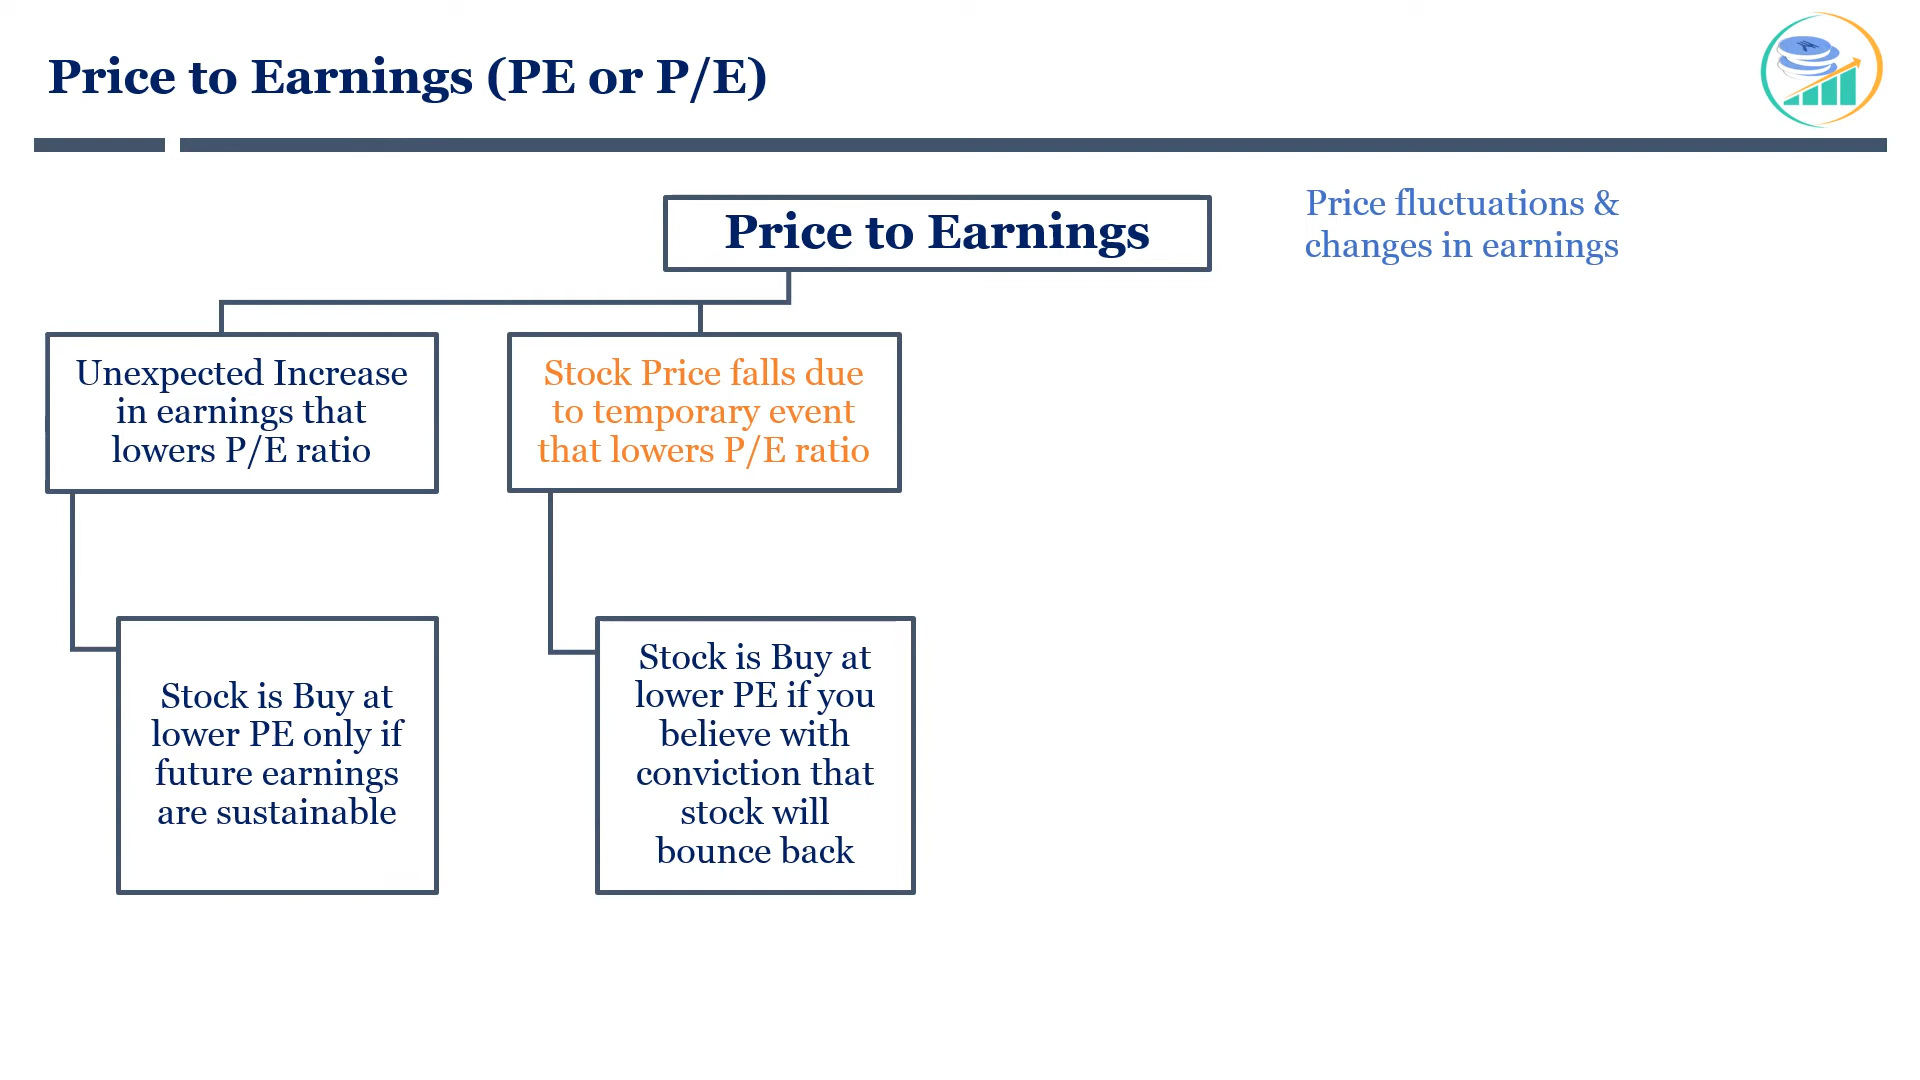 Price to Earnings (PE or P/E)
Price to Earnings
Price fluctuations &
changes in earnings
Unexpected Increase
in earnings that
lowers P/E ratio
Stock Price falls due
to temporary event
that lowers P/E ratio
Stock is Buy at
lower PE only if
future earnings
are sustainable
Stock is Buy at
lower PE if you
believe with
conviction that
stock will
bounce back